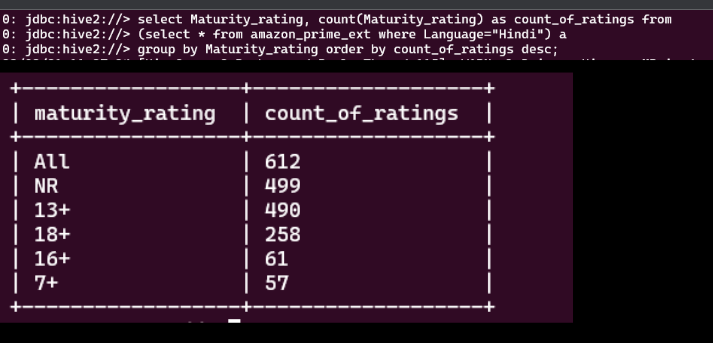 0: jdbc:hive2://> select Maturity_rating, count(Maturity_rating) as count_of_ratings from
0: jdbc:hive2://> (select * from amazon_prime_ext where Language="Hindi") a
0: jdbc:hive2://> group by Maturity_rating order by count_of_ratings desc;
maturity_rating | count_of_ratings
All | 612
NR | 499
13+ | 490
18+ | 258
16+ | 61
7+ | 57